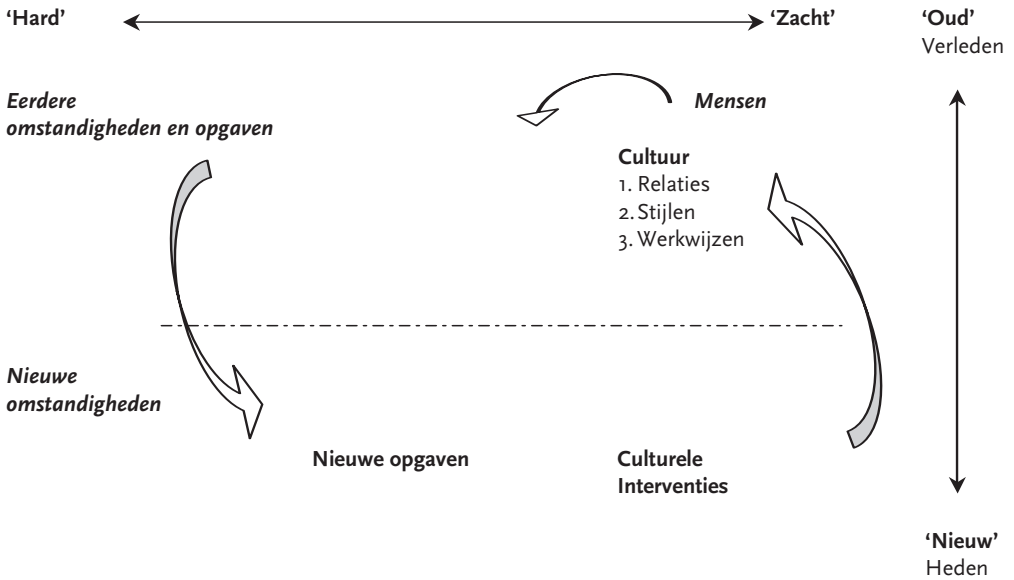 ‘Hard’
‘Zacht’
‘Oud’
Verleden
Eerdere
omstandigheden en opgaven
Mensen
Cultuur
1. Relaties
2. Stijlen
3. Werkwijzen
Nieuwe
omstandigheden
Nieuwe opgaven
Culturele
Interventies
‘Nieuw’
Heden